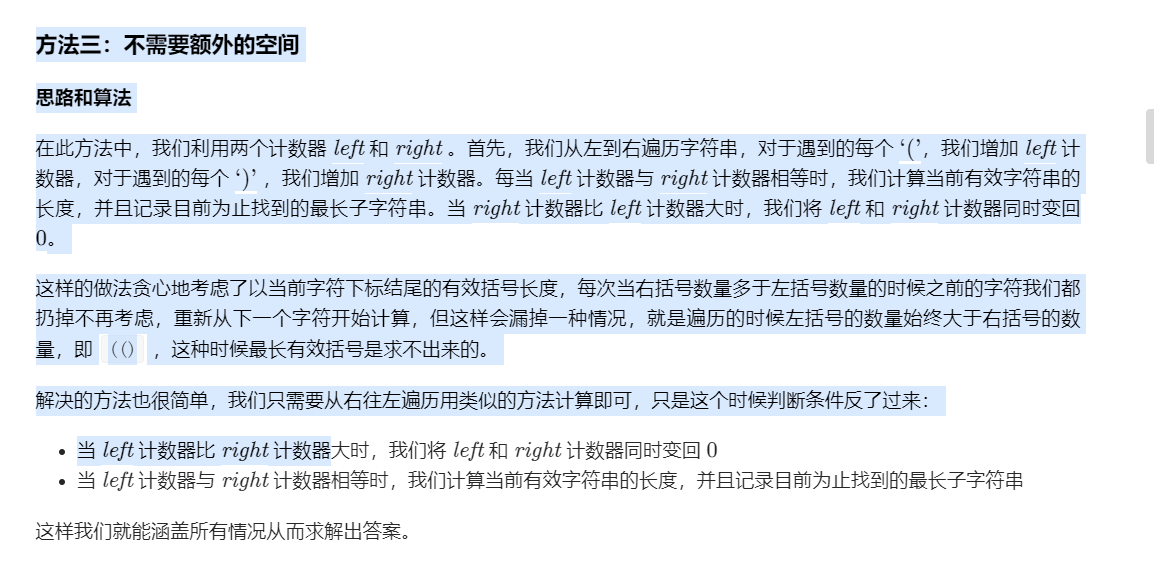 方法三：不需要额外的空间
思路和算法
在此方法中，我们利用两个计数器 left 和 right 。首先，我们从左到右遍历字符串，对于遇到的每个 ‘(’，我们增加 left 计
数器，对于遇到的每个 ‘)’ ，我们增加 right 计数器。每当 left 计数器与 right 计数器相等时，我们计算当前有效字符串的
长度，并且记录目前为止找到的最长子字符串。当 right 计数器比 left 计数器大时，我们将 left 和 right 计数器同时变回
0。
这样的做法贪心地考虑了以当前字符下标结尾的有效括号长度，每次当右括号数量多于左括号数量的时候之前的字符我们都
扔掉不再考虑，重新从下一个字符开始计算，但这样会漏掉一种情况，就是遍历的时候左括号的数量始终大于右括号的数
量，即 (() ，这种时候最长有效括号是求不出来的。
解决的方法也很简单，我们只需要从右往左遍历用类似的方法计算即可，只是这个时候判断条件反了过来：
• 当 left 计数器比 right 计数器大时，我们将 left 和 right 计数器同时变回 0
• 当 left 计数器与 right 计数器相等时，我们计算当前有效字符串的长度，并且记录目前为止找到的最长子字符串
这样我们就能涵盖所有情况从而求解出答案。